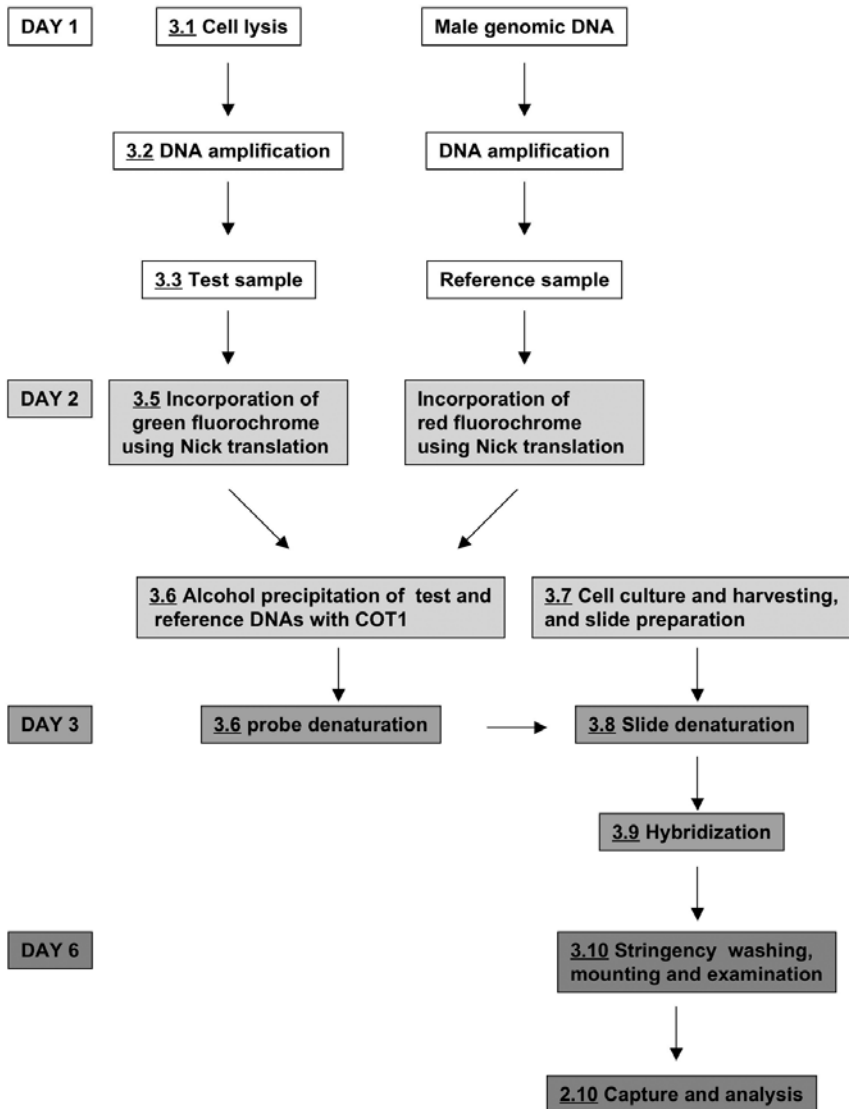 DAY 1
3.1 Cell lysis
Male genomic DNA
3.2 DNA amplification
DNA amplification
3.3 Test sample
Reference sample
DAY 2
3.5 Incorporation of
green fluorochrome
using Nick translation
Incorporation of
red fluorochrome
using Nick translation
3.6 Alcohol precipitation of test and
reference DNAs with COT1
3.7 Cell culture and harvesting,
and slide preparation
DAY 3
3.6 probe denaturation
3.8 Slide denaturation
3.9 Hybridization
DAY 6
3.10 Stringency washing,
mounting and examination
2.10 Capture and analysis